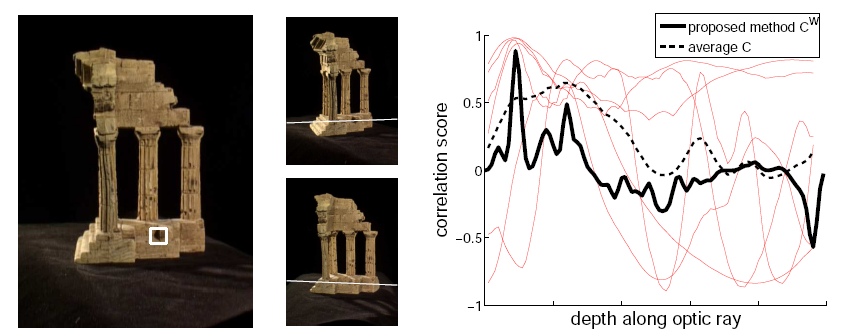 proposed method C^W
average C
1
0.5
0
−0.5
−1
correlation score
depth along optic ray